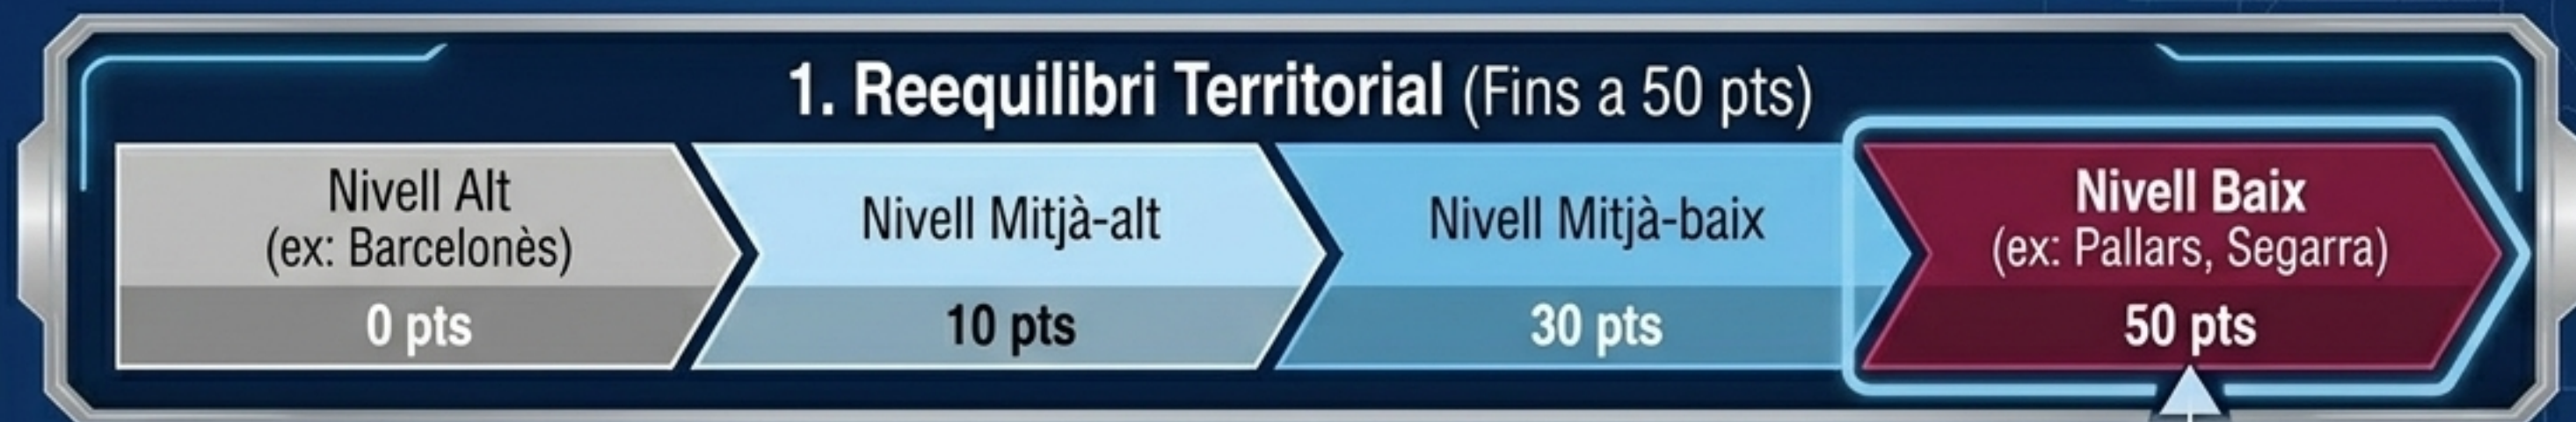 1. Reequilibri Territorial (Fins a 50 pts)
Nivell Alt
(ex: Barcelonès)
0 pts
Nivell Mitjà-alt
10 pts
Nivell Mitjà-baix
30 pts
Nivell Baix
(ex: Pallars, Segarra)
50 pts